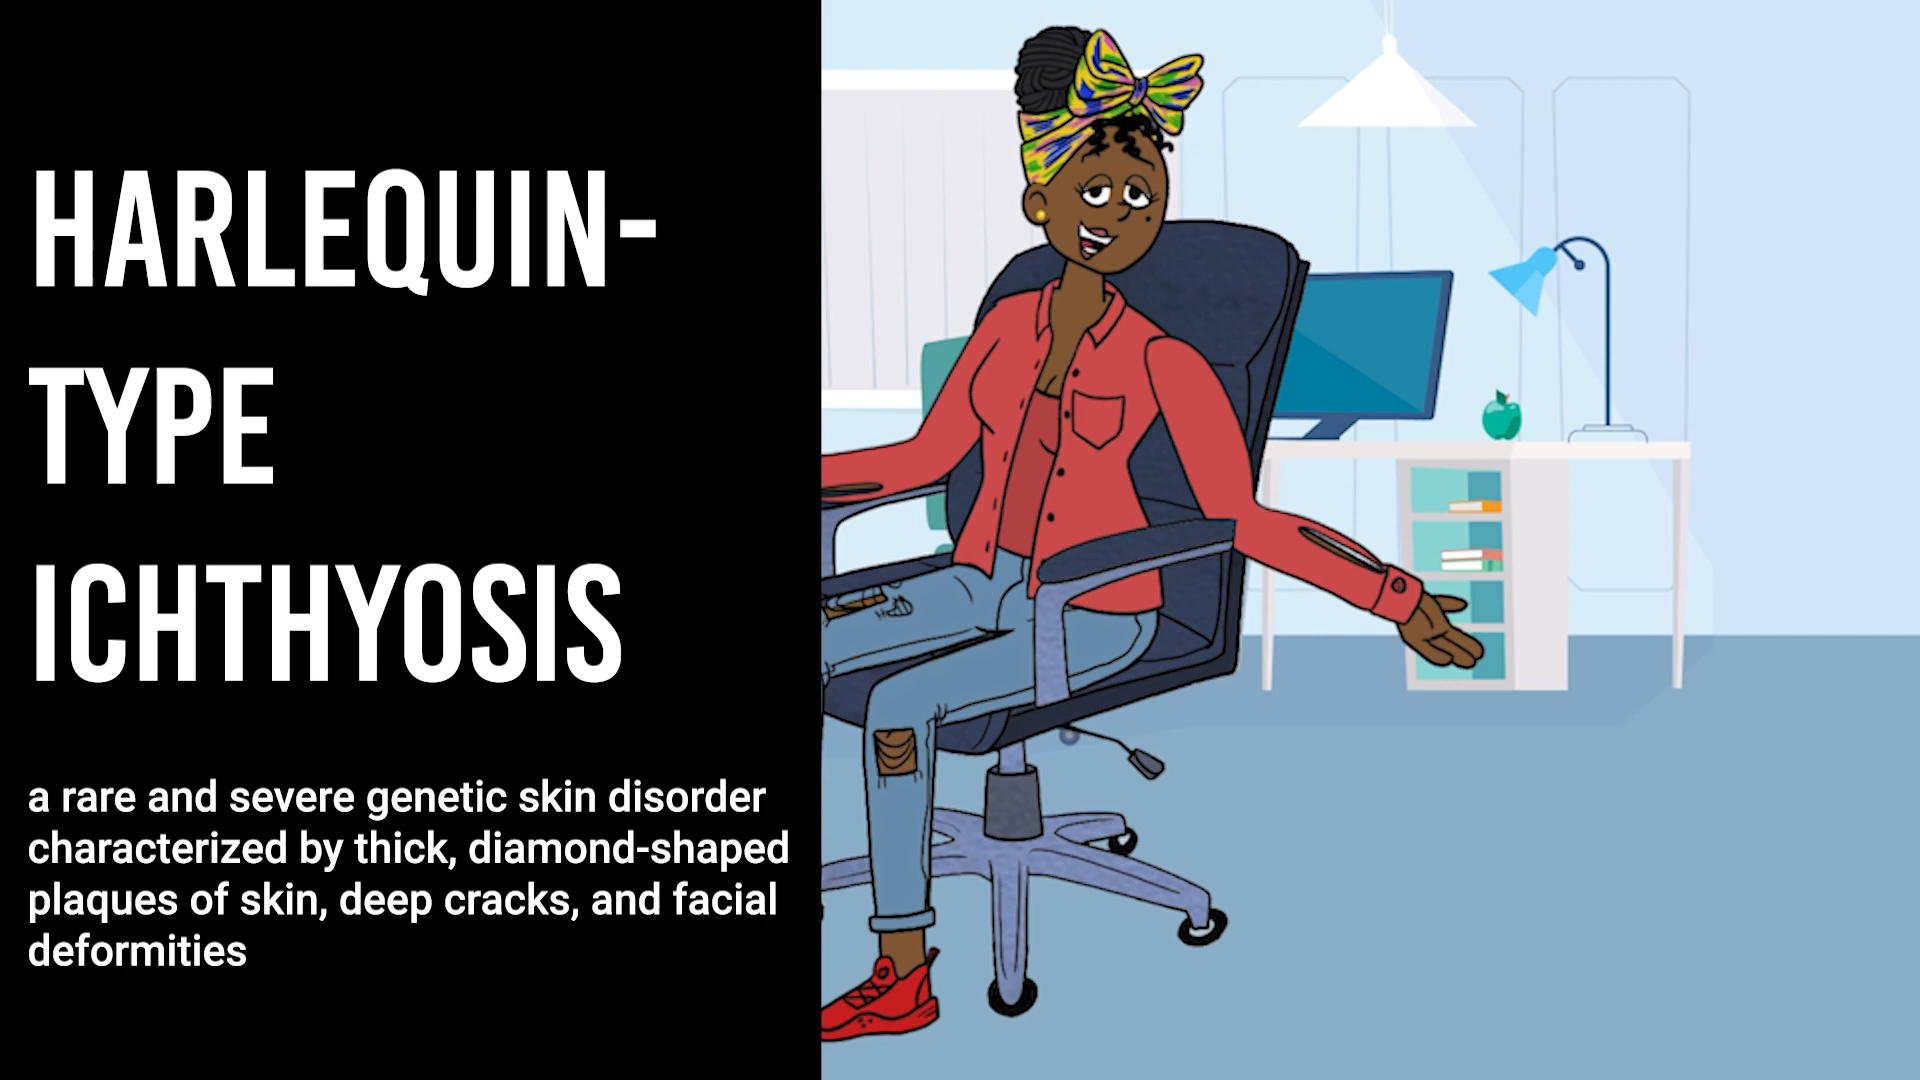 HARLEQUIN-
TYPE
ICHTHYOSIS
a rare and severe genetic skin disorder
characterized by thick, diamond-shaped
plaques of skin, deep cracks, and facial
deformities